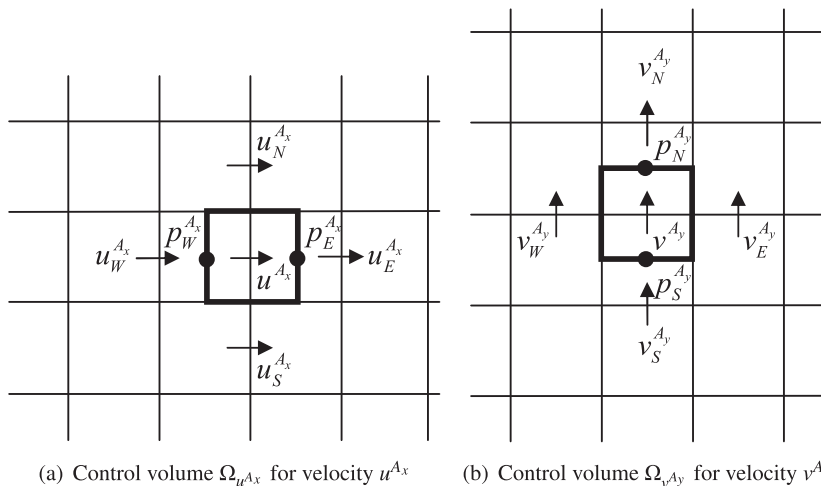 u_N^{A_x}
p_W^{A_x} p_E^{A_x}
u_W^{A_x} u^{A_x} u_E^{A_x}
u_S^{A_x}
(a) Control volume Ω_{u^{A_x}} for velocity u^{A_x}
v_N^{A_y}
p_N^{A_y}
v_W^{A_y} v^{A_y} v_E^{A_y}
p_S^{A_y}
v_S^{A_y}
(b) Control volume Ω_{v^{A_y}} for velocity v^A